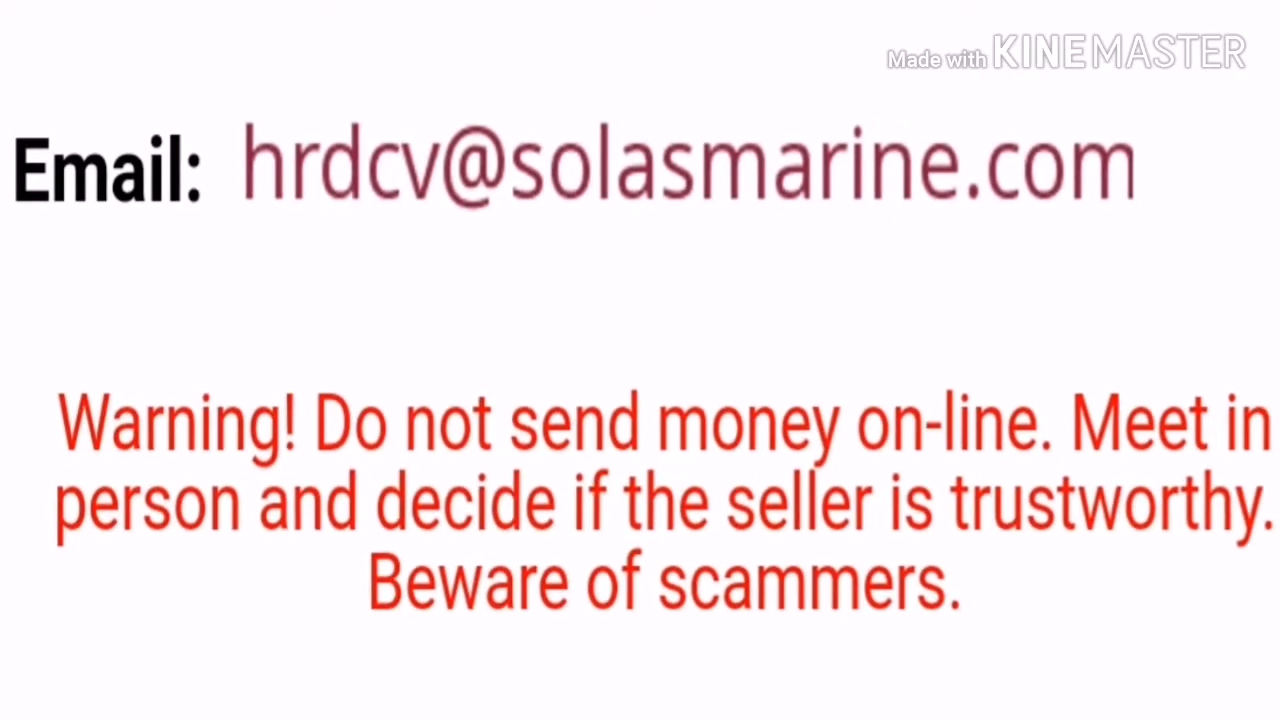 Made with KINEMASTER
Email: hrdcv@solasmarine.com
Warning! Do not send money on-line. Meet in
person and decide if the seller is trustworthy.
Beware of scammers.